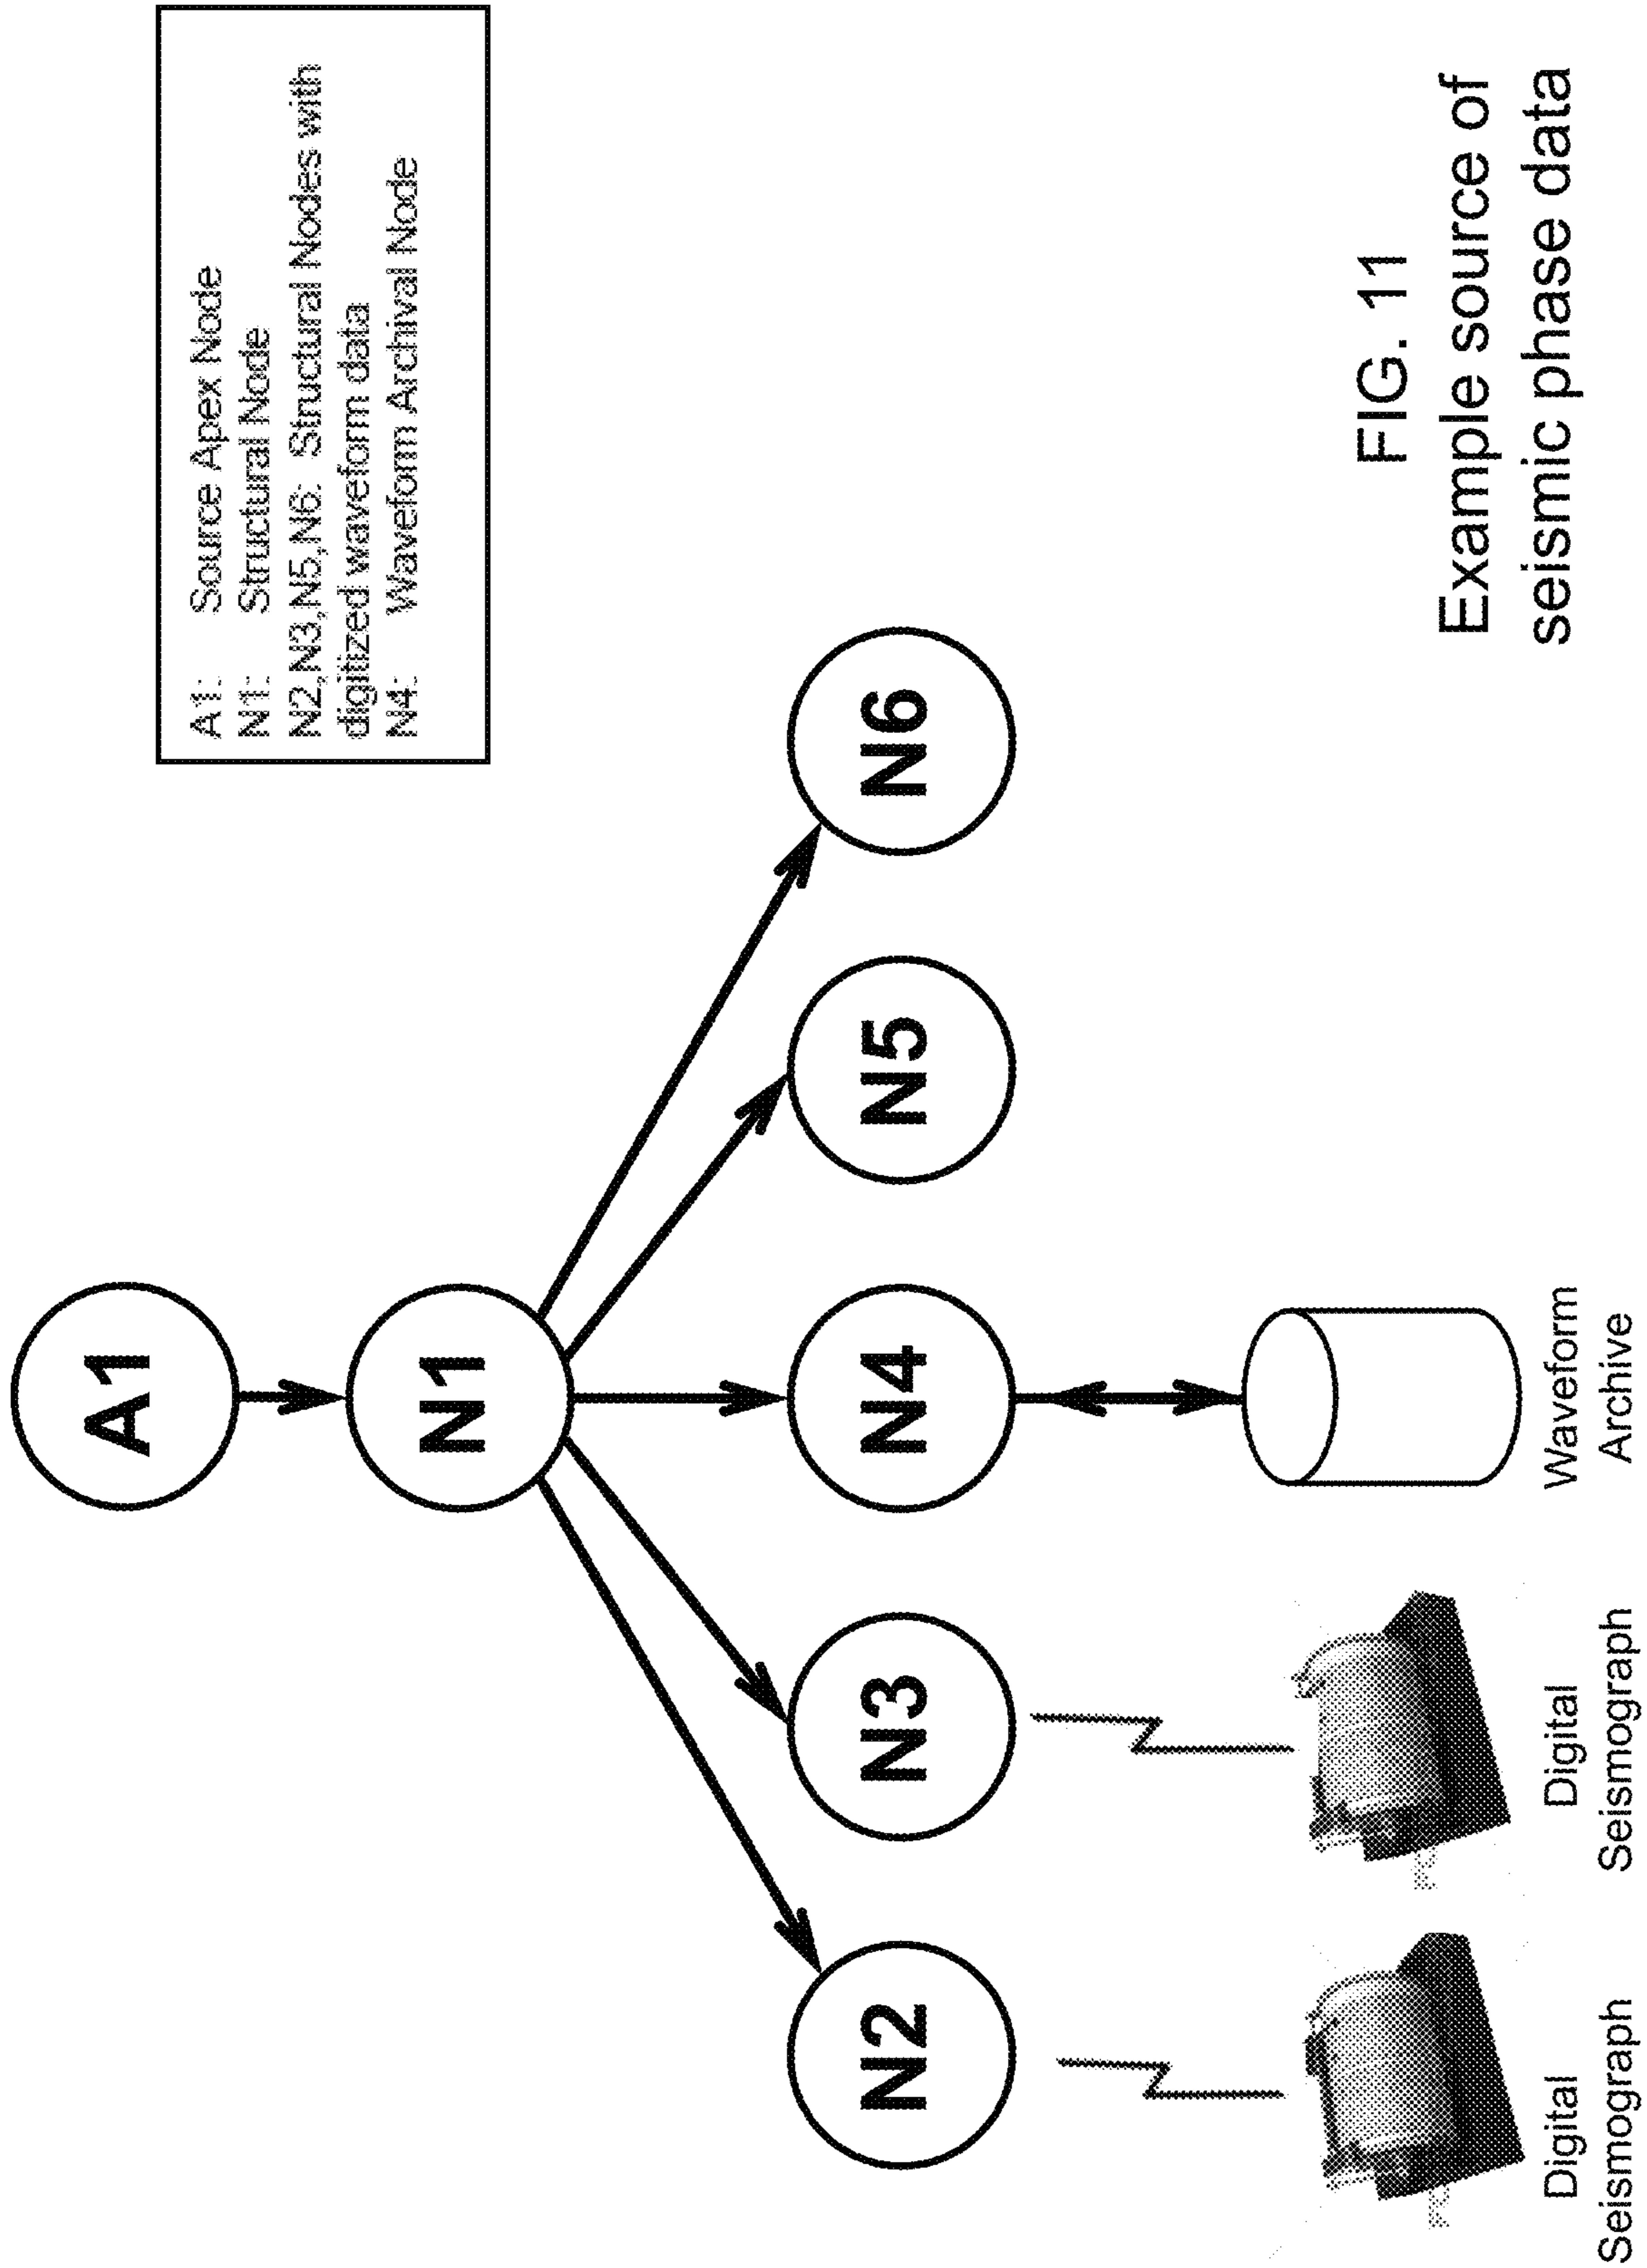 A1: Source Apex Node
N1: Structural Node
N2,N3,N5,N6: Structural Nodes with
digitized waveform data
N4: Waveform Archival Node
A1
N1
N2
N3
N4
N5
N6
Digital
Seismograph
Digital
Seismograph
Waveform
Archive
FIG. 11
Example source of
seismic phase data